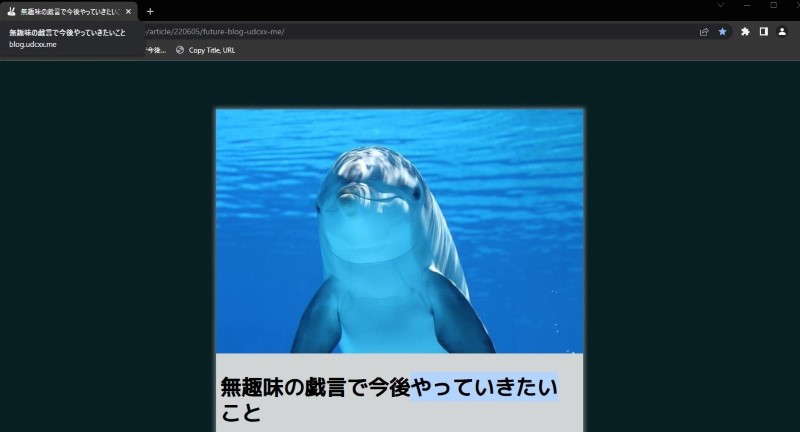 無趣味の戯言で今後やっていきたい
無趣味の戯言で今後やっていきたいこと
blog.udcxx.me
/article/220605/future-blog-udcxx-me/
で今後...
Copy Title, URL
無趣味の戯言で今後やっていきたい
こと